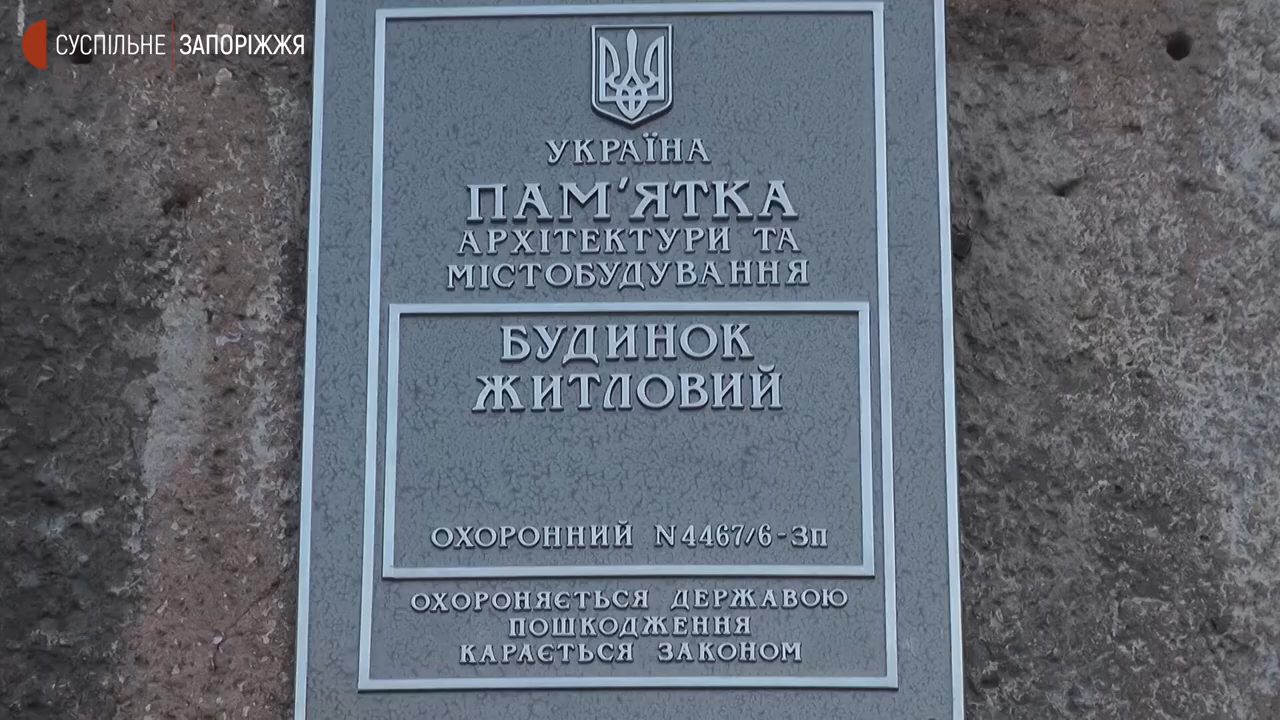 СУСПІЛЬНЕ ЗАПОРІЖЖЯ
УКРАЇНА
ПАМ'ЯТКА
АРХІТЕКТУРИ ТА
МІСТОБУДУВАННЯ
БУДИНОК
ЖИТЛОВИЙ
ОХОРОННИЙ N4467/6-Зп
ОХОРОНЯЄТЬСЯ ДЕРЖАВОЮ
ПОШКОДЖЕННЯ
КАРАЄТЬСЯ ЗАКОНОМ